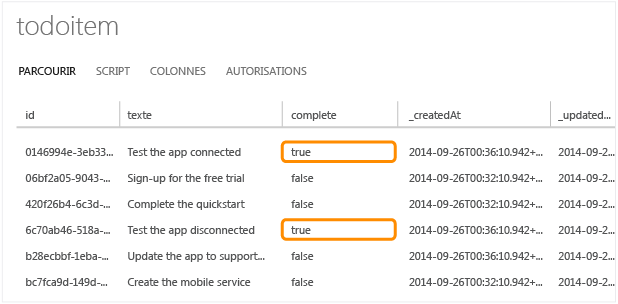 todoitem
PARCOURIR SCRIPT COLONNES AUTORISATIONS
id texte complete _createdAt _updated...
0146994e-3eb33... Test the app connected true 2014-09-26T00:36:10.942+... 2014-09-2...
06bf2a05-9043-... Sign-up for the free trial false 2014-09-26T00:32:10.942+... 2014-09-2...
420f26b4-6c3d-... Complete the quickstart false 2014-09-26T00:32:10.942+... 2014-09-2...
6c70ab46-518a-... Test the app disconnected true 2014-09-26T00:36:10.942+... 2014-09-2...
b28ecbbf-1eba-... Update the app to support... false 2014-09-26T00:36:10.942+... 2014-09-2...
bc7fca9d-149d-... Create the mobile service false 2014-09-26T00:32:10.942+... 2014-09-2...